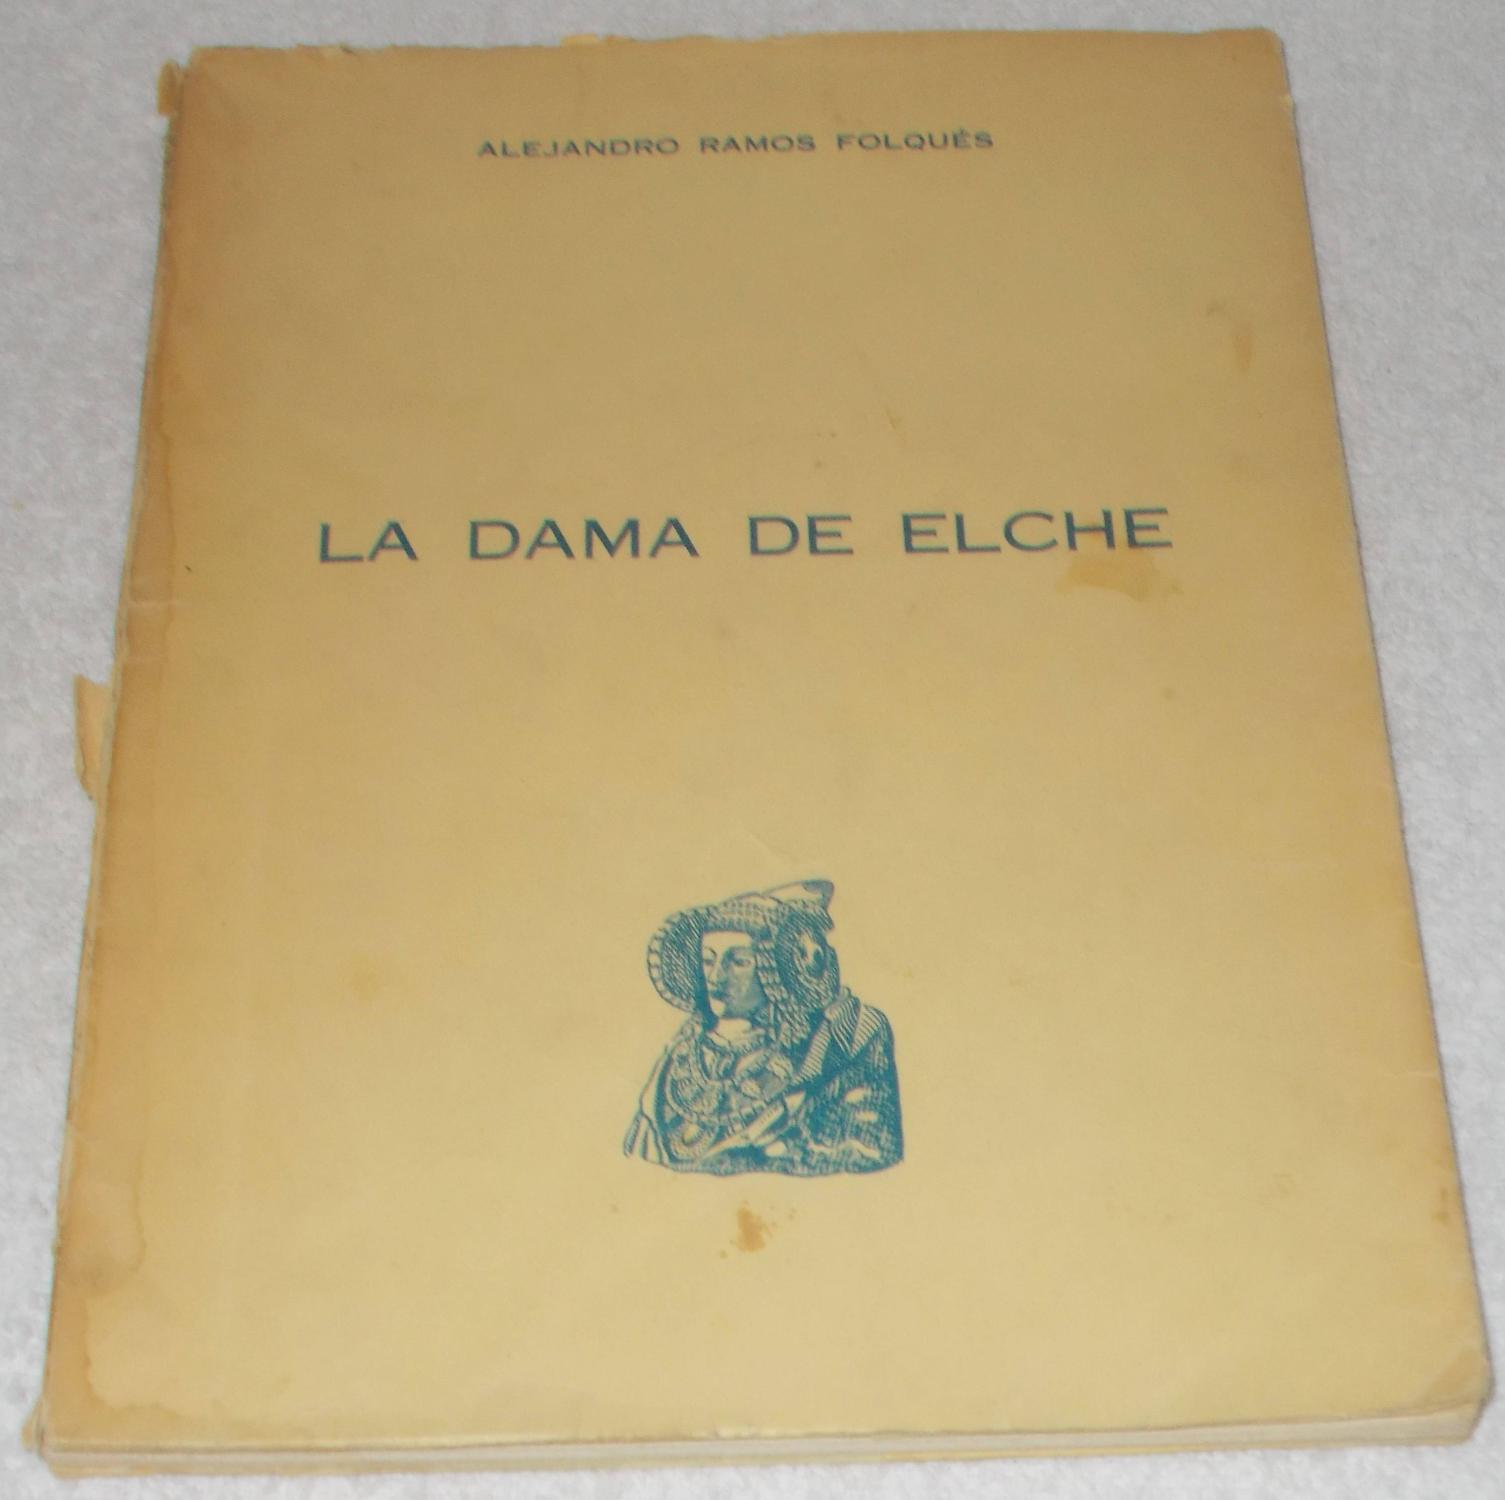 ALEJANDRO RAMOS FOLQUÉS
LA DAMA DE ELCHE